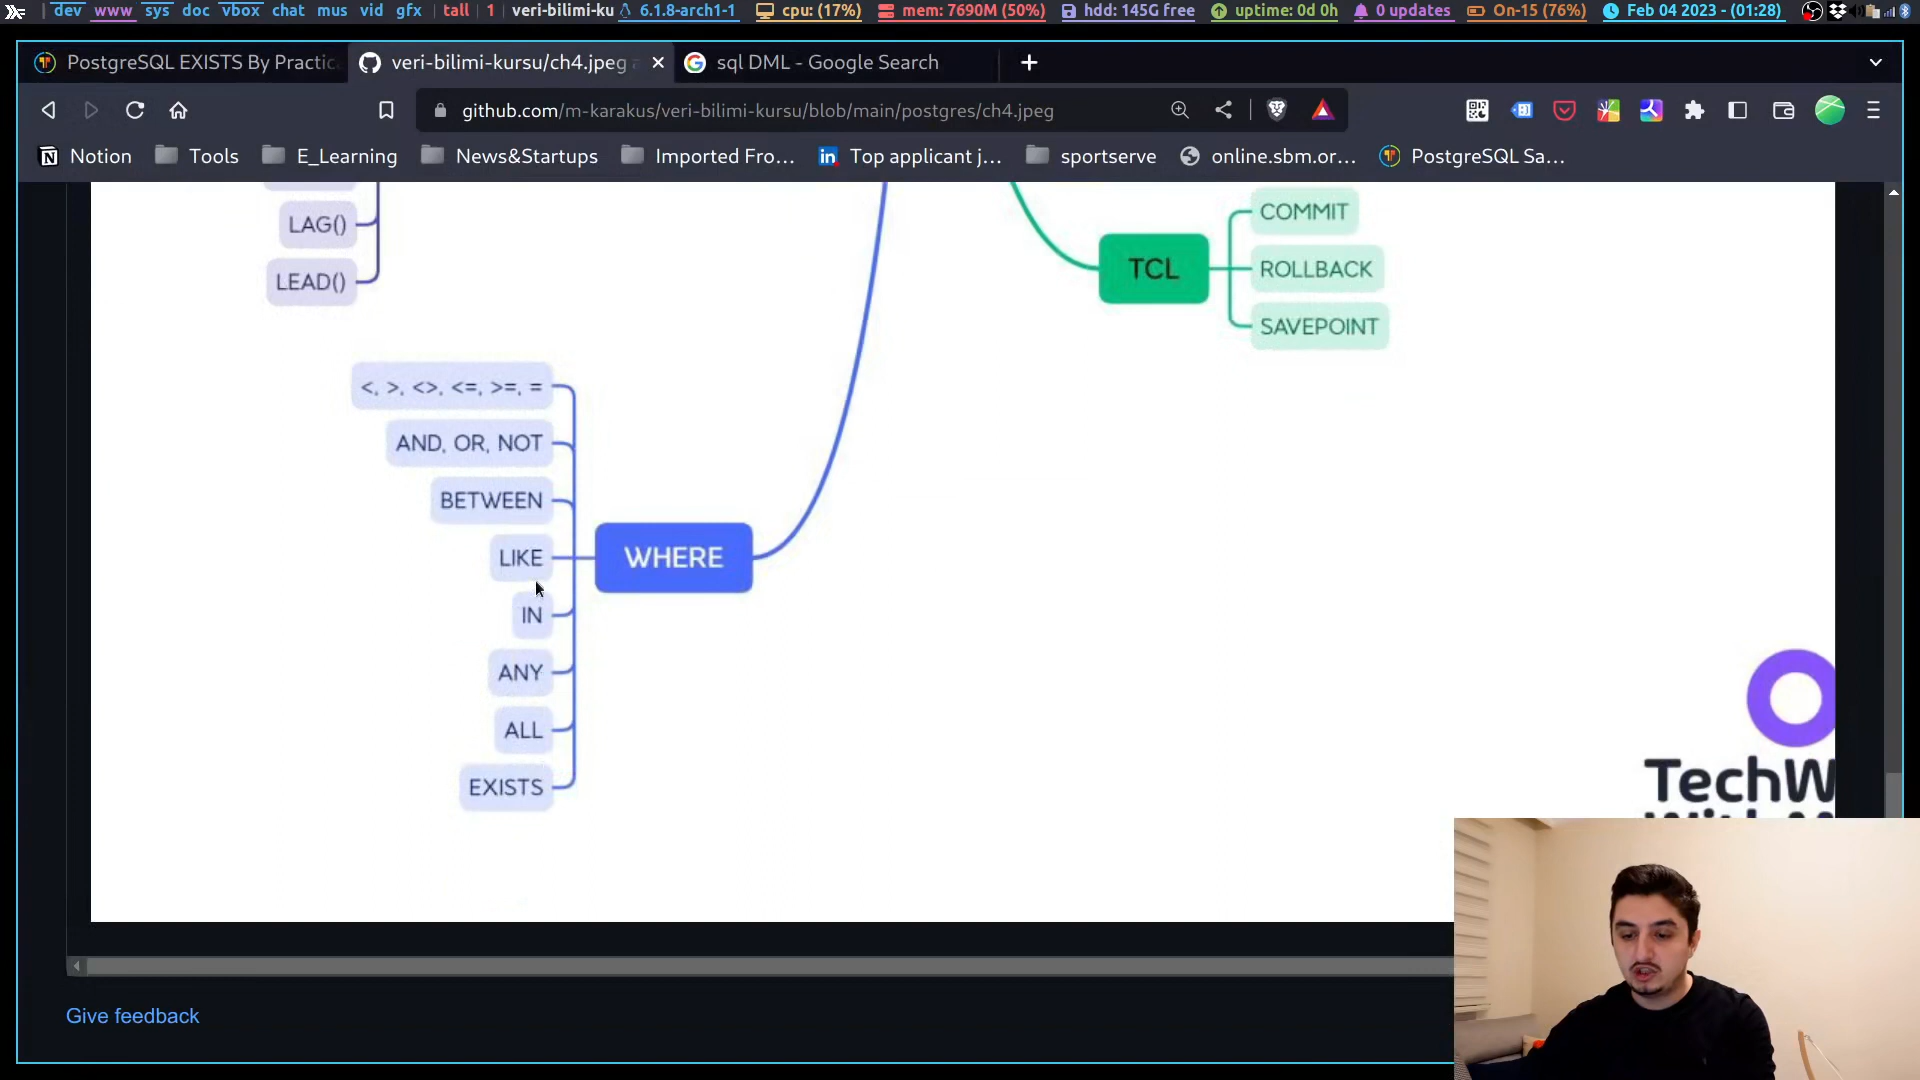 dev www sys doc vbox chat mus vid gfx | tall | 1 | veri-bilimi-ku 6.1.8-arch1-1 cpu: (17%) mem: 7690M (50%) hdd: 145G free uptime: 0d 0h 0 updates On-15 (76%) Feb 04 2023 - (01:28)
PostgreSQL EXISTS By Practic
veri-bilimi-kursu/ch4.jpeg
sql DML - Google Search
github.com/m-karakus/veri-bilimi-kursu/blob/main/postgres/ch4.jpeg
Notion Tools E_Learning News&Startups Imported Fro... Top applicant j... sportserve online.sbm.or... PostgreSQL Sa...
LAG()
LEAD()
COMMIT
TCL
ROLLBACK
SAVEPOINT
<, >, <>, <=, >=, =
AND, OR, NOT
BETWEEN
LIKE
WHERE
IN
ANY
ALL
EXISTS
TechW
Give feedback